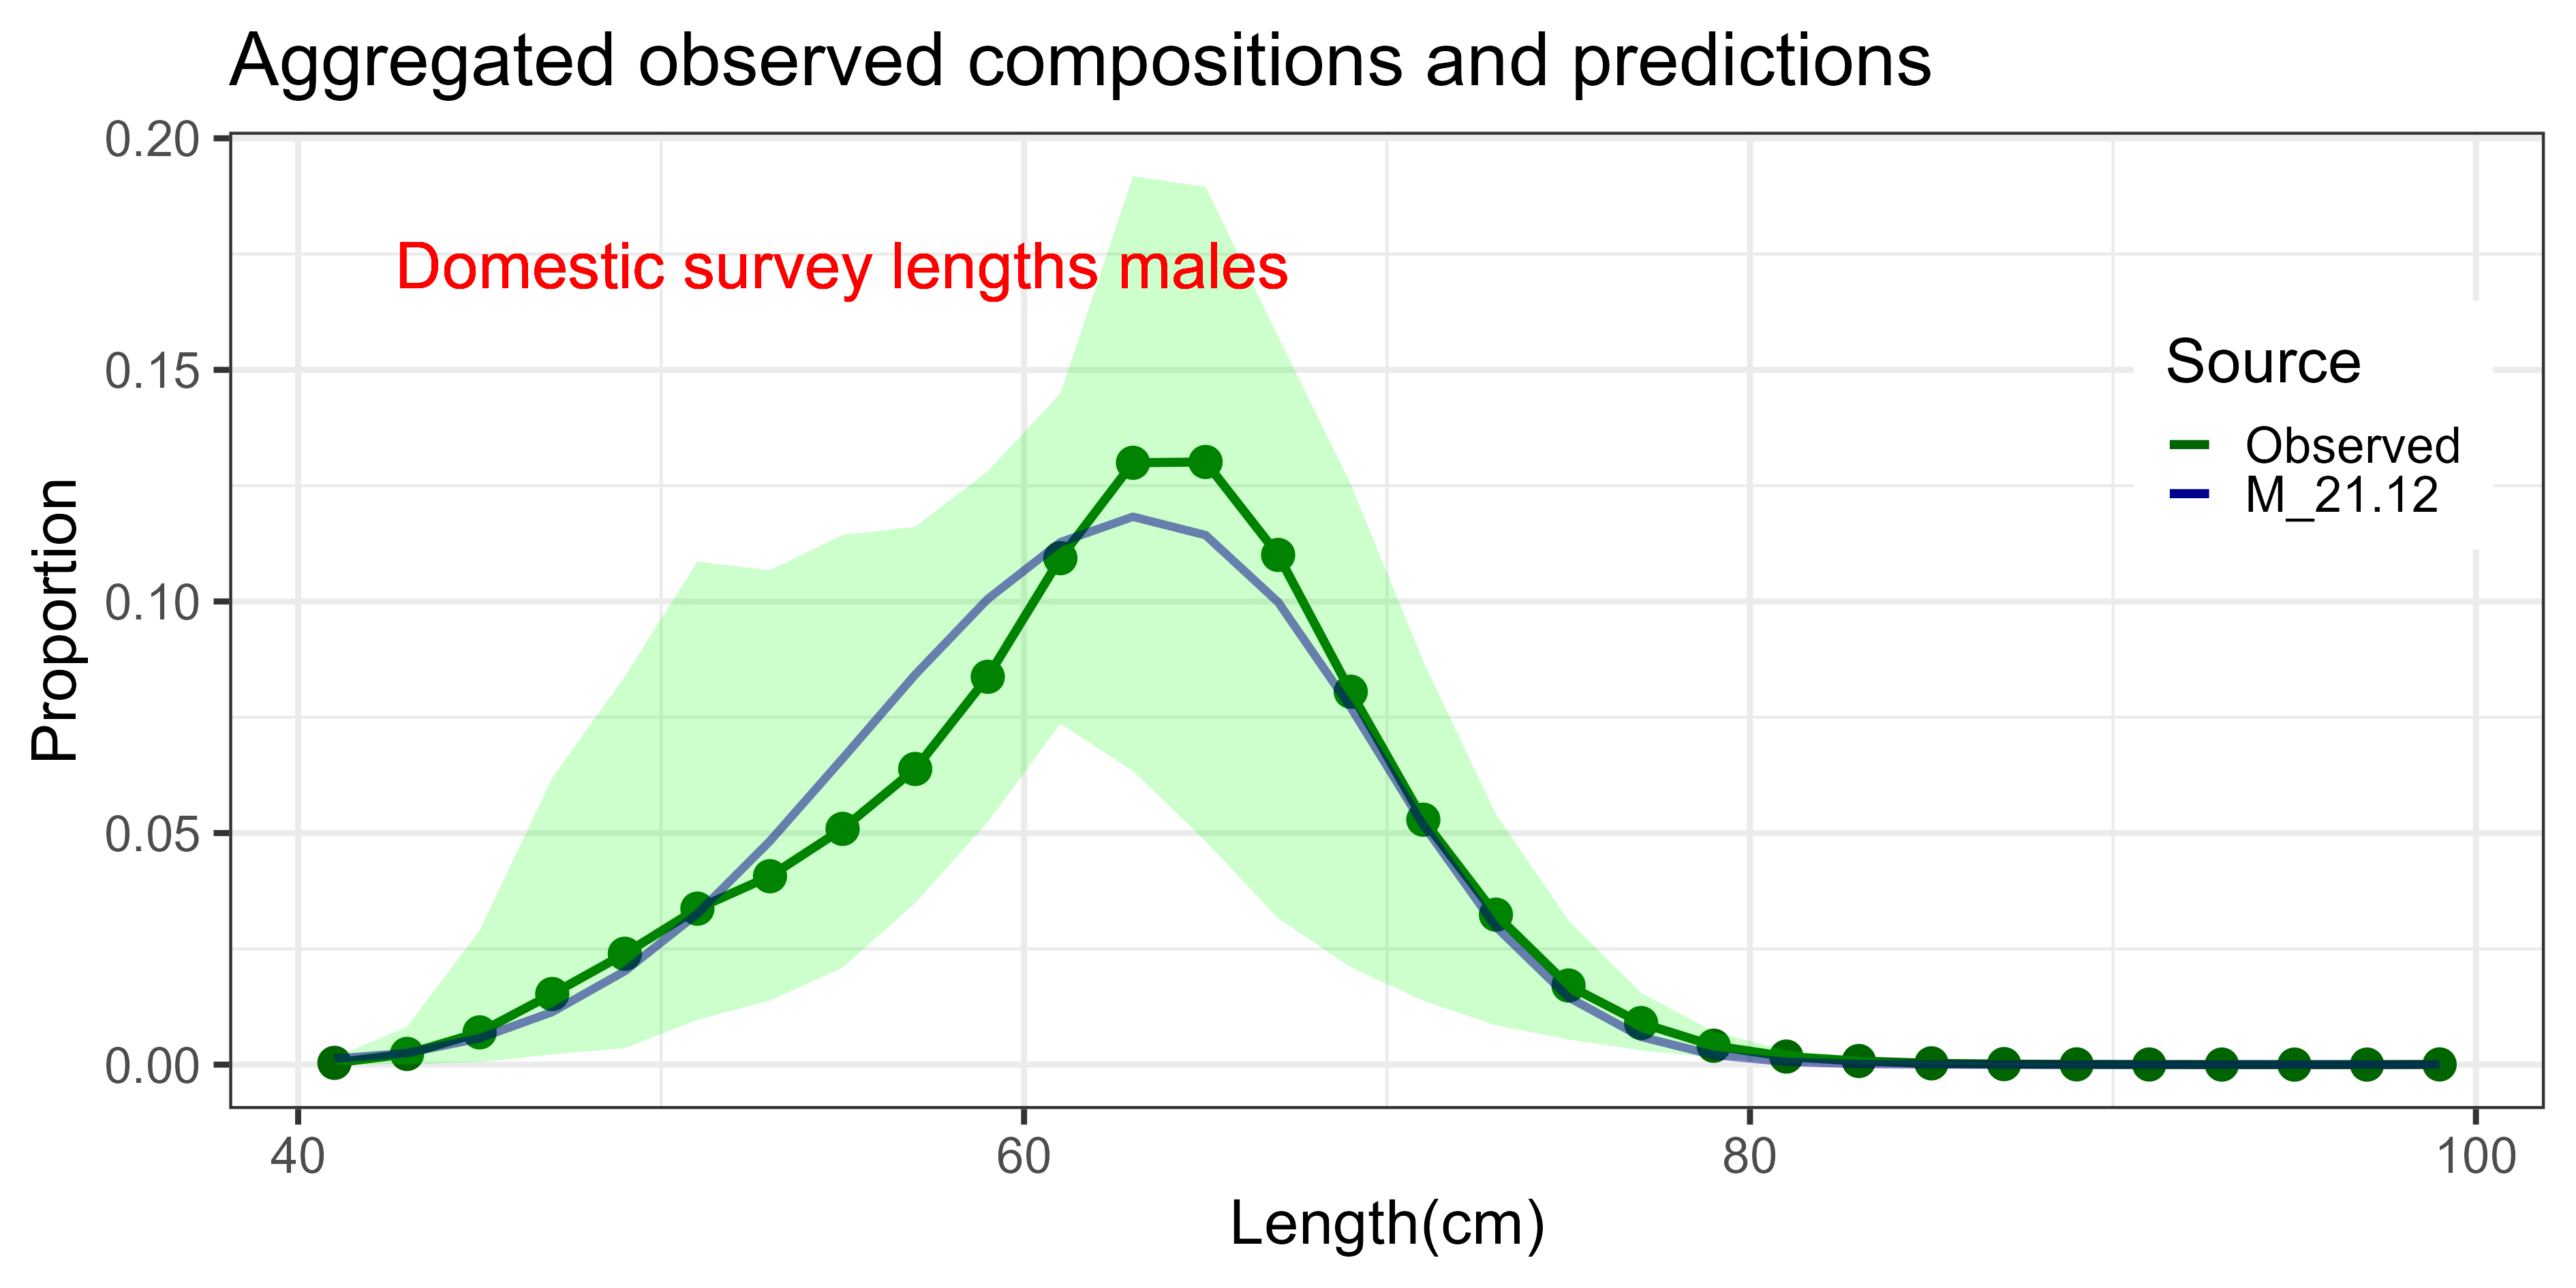 Aggregated observed compositions and predictions
0.20
Domestic survey lengths males
0.15
Source
Observed
M_21.12
0.10
Proportion
0.05
0.00
40 60 80 100
Length(cm)